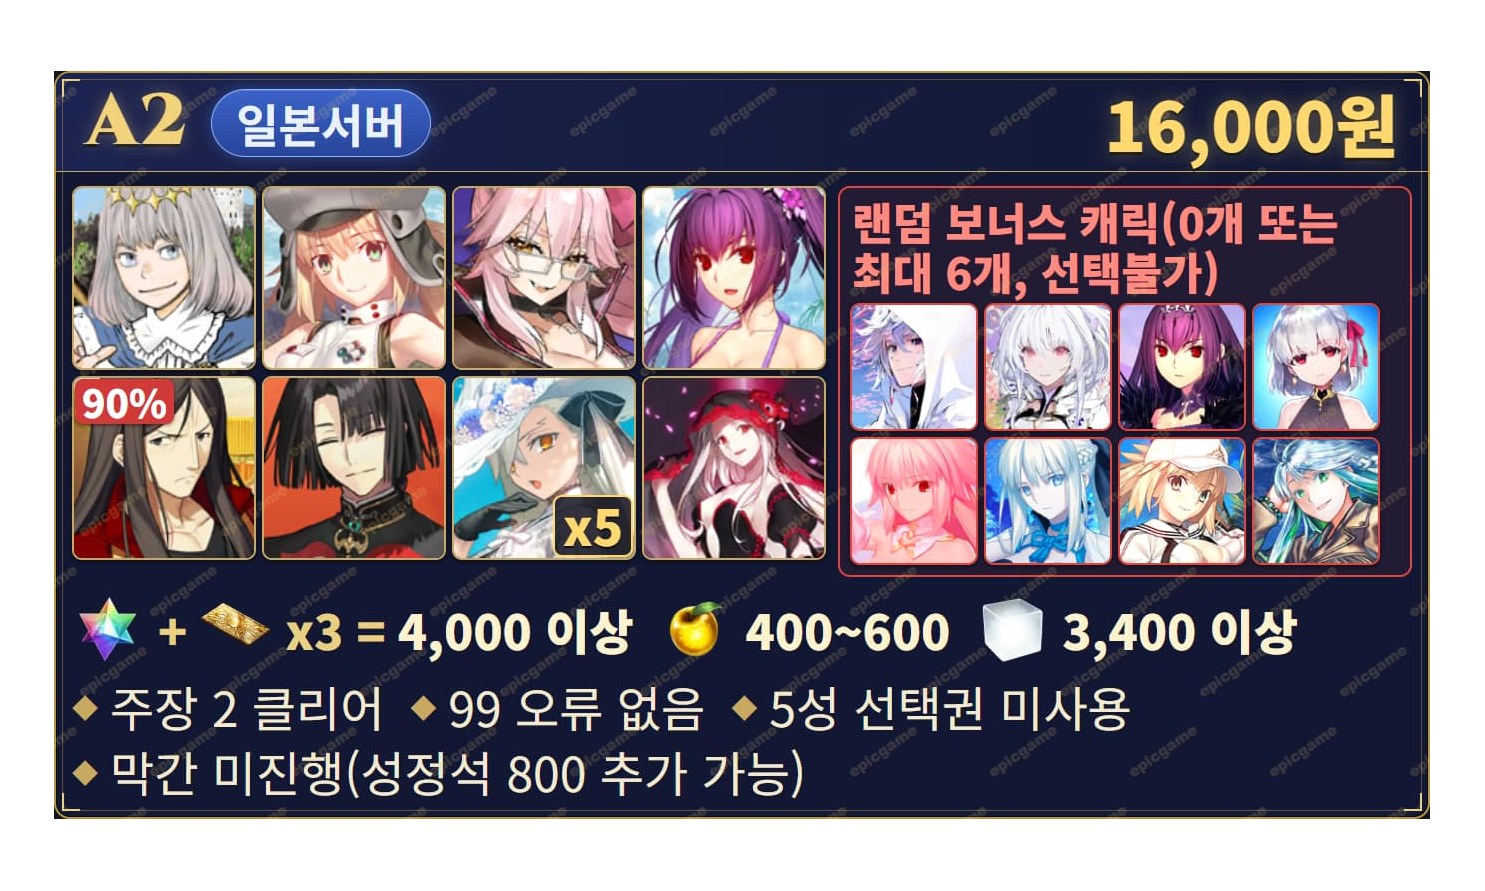 A2 일본서버 16,000원
랜덤 보너스 캐릭(0개 또는
최대 6개, 선택불가)
90%
x5
+ x3 = 4,000 이상 400~600 3,400 이상
◆ 주장 2 클리어 ◆ 99 오류 없음 ◆ 5성 선택권 미사용
◆ 막간 미진행(성정석 800 추가 가능)
epicgame